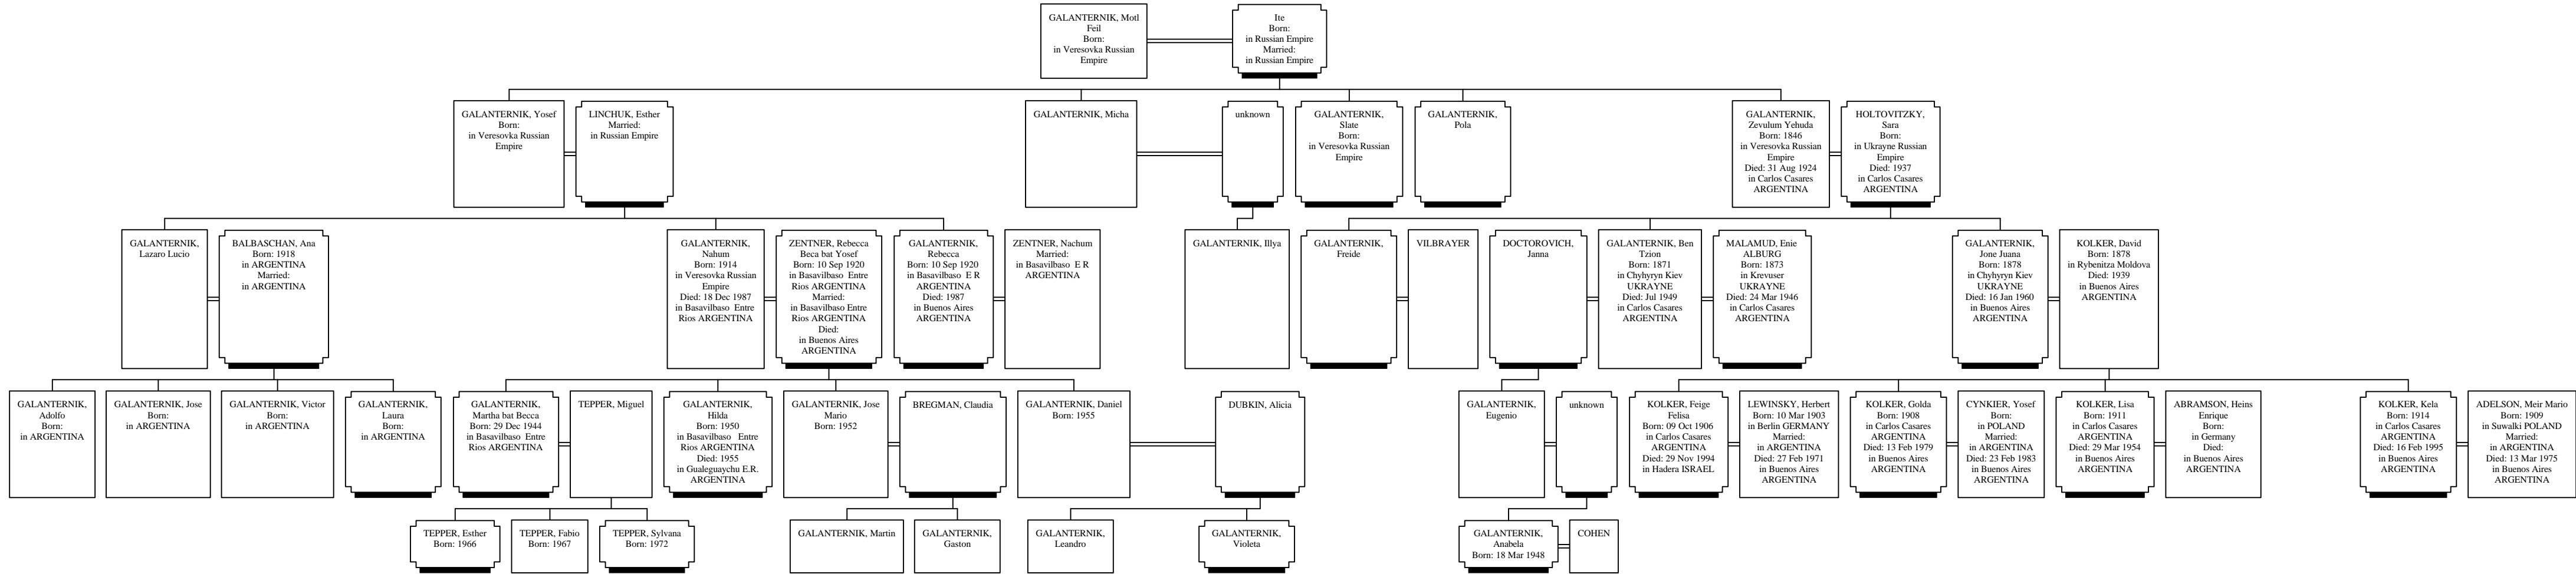 GALANTERNIK, Motl
Feil
Born:
in Veresovka Russian
Empire
Ite
Born:
in Russian Empire
Married:
in Russian Empire
GALANTERNIK, Yosef
Born:
in Veresovka Russian
Empire
LINCHUK, Esther
Married:
in Russian Empire
GALANTERNIK, Micha
unknown
GALANTERNIK,
Slate
Born:
in Veresovka Russian
Empire
GALANTERNIK,
Pola
GALANTERNIK,
Zevulum Yehuda
Born: 1846
in Veresovka Russian
Empire
Died: 31 Aug 1924
in Carlos Casares
ARGENTINA
HOLTOVITZKY,
Sara
Born:
in Ukrayne Russian
Empire
Died: 1937
in Carlos Casares
ARGENTINA
GALANTERNIK,
Lazaro Lucio
BALBASCHAN, Ana
Born: 1918
in ARGENTINA
Married:
in ARGENTINA
GALANTERNIK,
Nahum
Born: 1914
in Veresovka Russian
Empire
Died: 18 Dec 1987
in Basavilbaso Entre
Rios ARGENTINA
ZENTNER, Rebecca
Beca bat Yosef
Born: 10 Sep 1920
in Basavilbaso Entre
Rios ARGENTINA
Married:
in Basavilbaso Entre
Rios ARGENTINA
Died:
in Buenos Aires
ARGENTINA
GALANTERNIK,
Rebecca
Born: 10 Sep 1920
in Basavilbaso E R
ARGENTINA
Died: 1987
in Buenos Aires
ARGENTINA
ZENTNER, Nachum
Married:
in Basavilbaso E R
ARGENTINA
GALANTERNIK, Illya
GALANTERNIK,
Freide
VILBRAYER
DOCTOROVICH,
Janna
GALANTERNIK, Ben
Tzion
Born: 1871
in Chyhyryn Kiev
UKRAYNE
Died: Jul 1949
in Carlos Casares
ARGENTINA
MALAMUD, Enie
ALBURG
Born: 1873
in Krevuser
UKRAYNE
Died: 24 Mar 1946
in Carlos Casares
ARGENTINA
GALANTERNIK,
Jone Juana
Born: 1878
in Chyhyryn Kiev
UKRAYNE
Died: 16 Jan 1960
in Buenos Aires
ARGENTINA
KOLKER, David
Born: 1878
in Rybenitza Moldova
Died: 1939
in Buenos Aires
ARGENTINA
GALANTERNIK,
Adolfo
Born:
in ARGENTINA
GALANTERNIK, Jose
Born:
in ARGENTINA
GALANTERNIK, Victor
Born:
in ARGENTINA
GALANTERNIK,
Laura
Born:
in ARGENTINA
GALANTERNIK,
Martha bat Becca
Born: 29 Dec 1944
in Basavilbaso Entre
Rios ARGENTINA
TEPPER, Miguel
GALANTERNIK,
Hilda
Born: 1950
in Basavilbaso Entre
Rios ARGENTINA
Died: 1955
in Gualeguaychu E.R.
ARGENTINA
GALANTERNIK, Jose
Mario
Born: 1952
BREGMAN, Claudia
GALANTERNIK, Daniel
Born: 1955
DUBKIN, Alicia
GALANTERNIK,
Eugenio
unknown
KOLKER, Feige
Felisa
Born: 09 Oct 1906
in Carlos Casares
ARGENTINA
Died: 29 Nov 1994
in Hadera ISRAEL
LEWINSKY, Herbert
Born: 10 Mar 1903
in Berlin GERMANY
Married:
in ARGENTINA
Died: 27 Feb 1971
in Buenos Aires
ARGENTINA
KOLKER, Golda
Born: 1908
in Carlos Casares
ARGENTINA
Died: 13 Feb 1979
in Buenos Aires
ARGENTINA
CYNKIER, Yosef
Born:
in POLAND
Married:
in ARGENTINA
Died: 23 Feb 1983
in Buenos Aires
ARGENTINA
KOLKER, Lisa
Born: 1911
in Carlos Casares
ARGENTINA
Died: 29 Mar 1954
in Buenos Aires
ARGENTINA
ABRAMSON, Heins
Enrique
Born:
in Germany
Died:
in Buenos Aires
ARGENTINA
KOLKER, Kela
Born: 1914
in Carlos Casares
ARGENTINA
Died: 16 Feb 1995
in Buenos Aires
ARGENTINA
ADELSON, Meir Mario
Born: 1909
in Suwalki POLAND
Married:
in ARGENTINA
Died: 13 Mar 1975
in Buenos Aires
ARGENTINA
TEPPER, Esther
Born: 1966
TEPPER, Fabio
Born: 1967
TEPPER, Sylvana
Born: 1972
GALANTERNIK, Martin
GALANTERNIK,
Gaston
GALANTERNIK,
Leandro
GALANTERNIK,
Violeta
GALANTERNIK,
Anabela
Born: 18 Mar 1948
COHEN